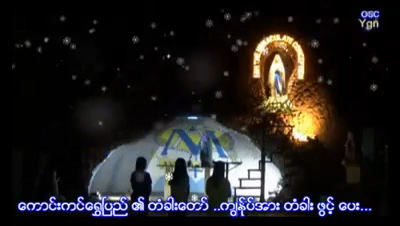 osc
Ygn
IMMACULATE
ကောင်းကင်ရွှေပြည် ၏ တံခါးတော် ..ကျွန်ုပ်အား တံခါး ဖွင့် ပေး...